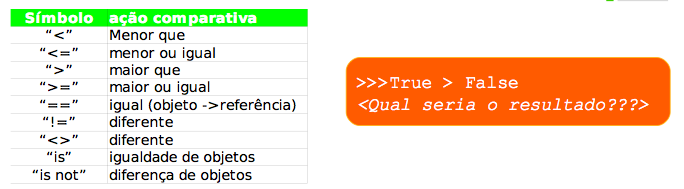 Símbolo ação comparativa
“<” Menor que
“<=” menor ou igual
“>” maior que
“>=” maior ou igual
“==” igual (objeto ->referência)
“!=” diferente
“<>” diferente
“is” igualdade de objetos
“is not” diferença de objetos
>>>True > False
<Qual seria o resultado???>